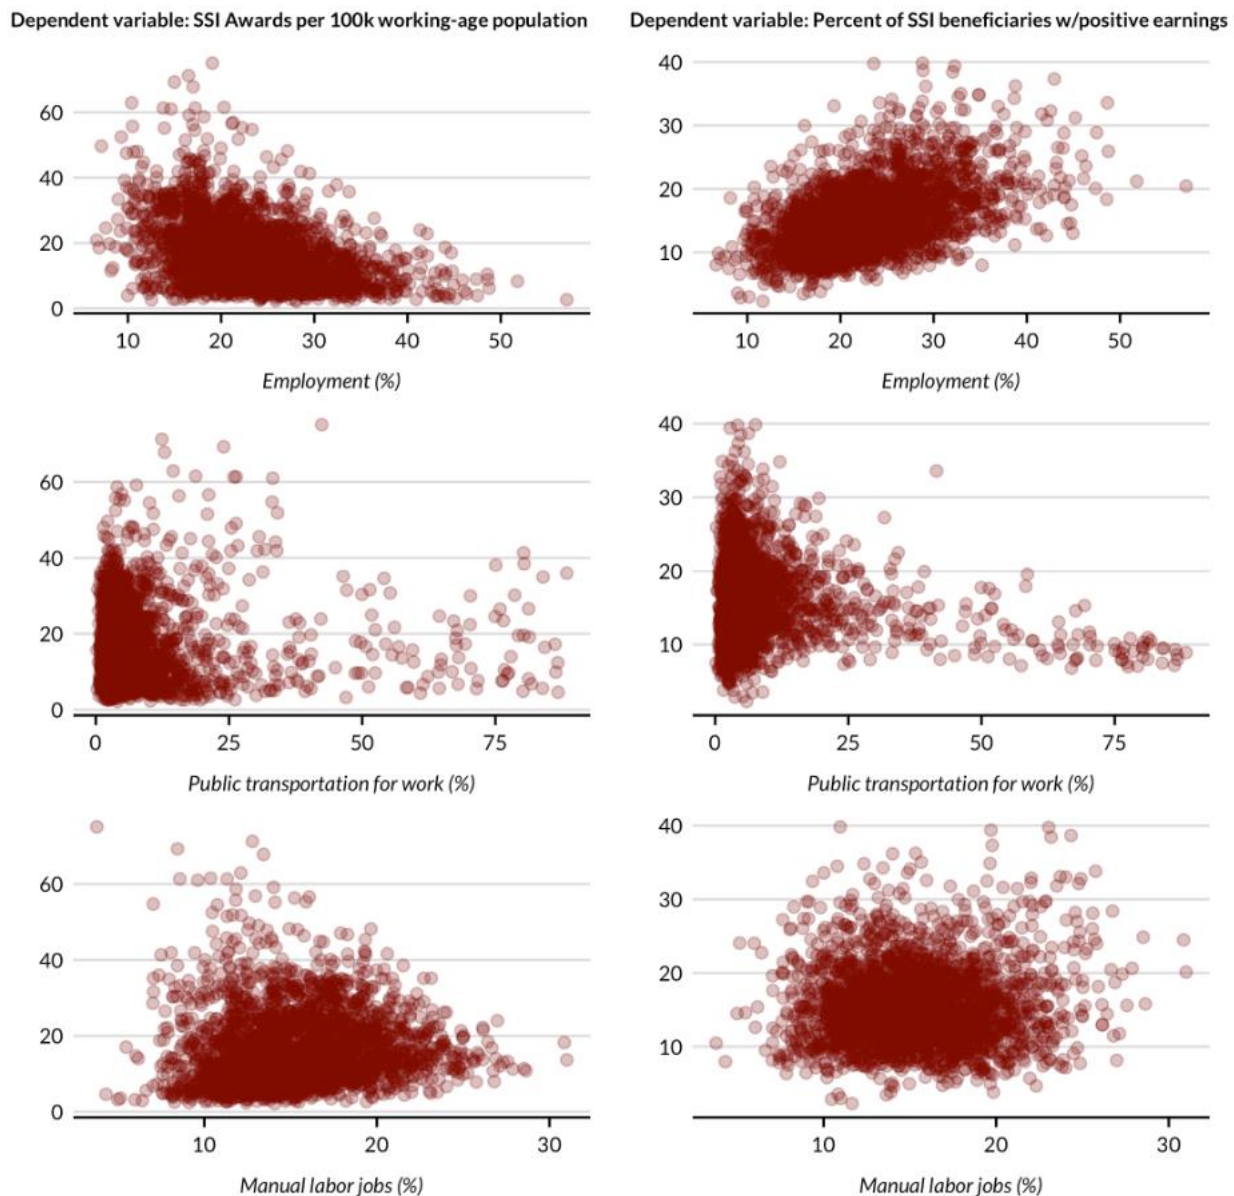 Dependent variable: SSI Awards per 100k working-age population
Dependent variable: Percent of SSI beneficiaries w/positive earnings
60
40
20
0
10 20 30 40 50
Employment (%)
40
30
20
10
10 20 30 40 50
Employment (%)
60
40
20
0
0 25 50 75
Public transportation for work (%)
40
30
20
10
0 25 50 75
Public transportation for work (%)
60
40
20
0
10 20 30
Manual labor jobs (%)
40
30
20
10
10 20 30
Manual labor jobs (%)